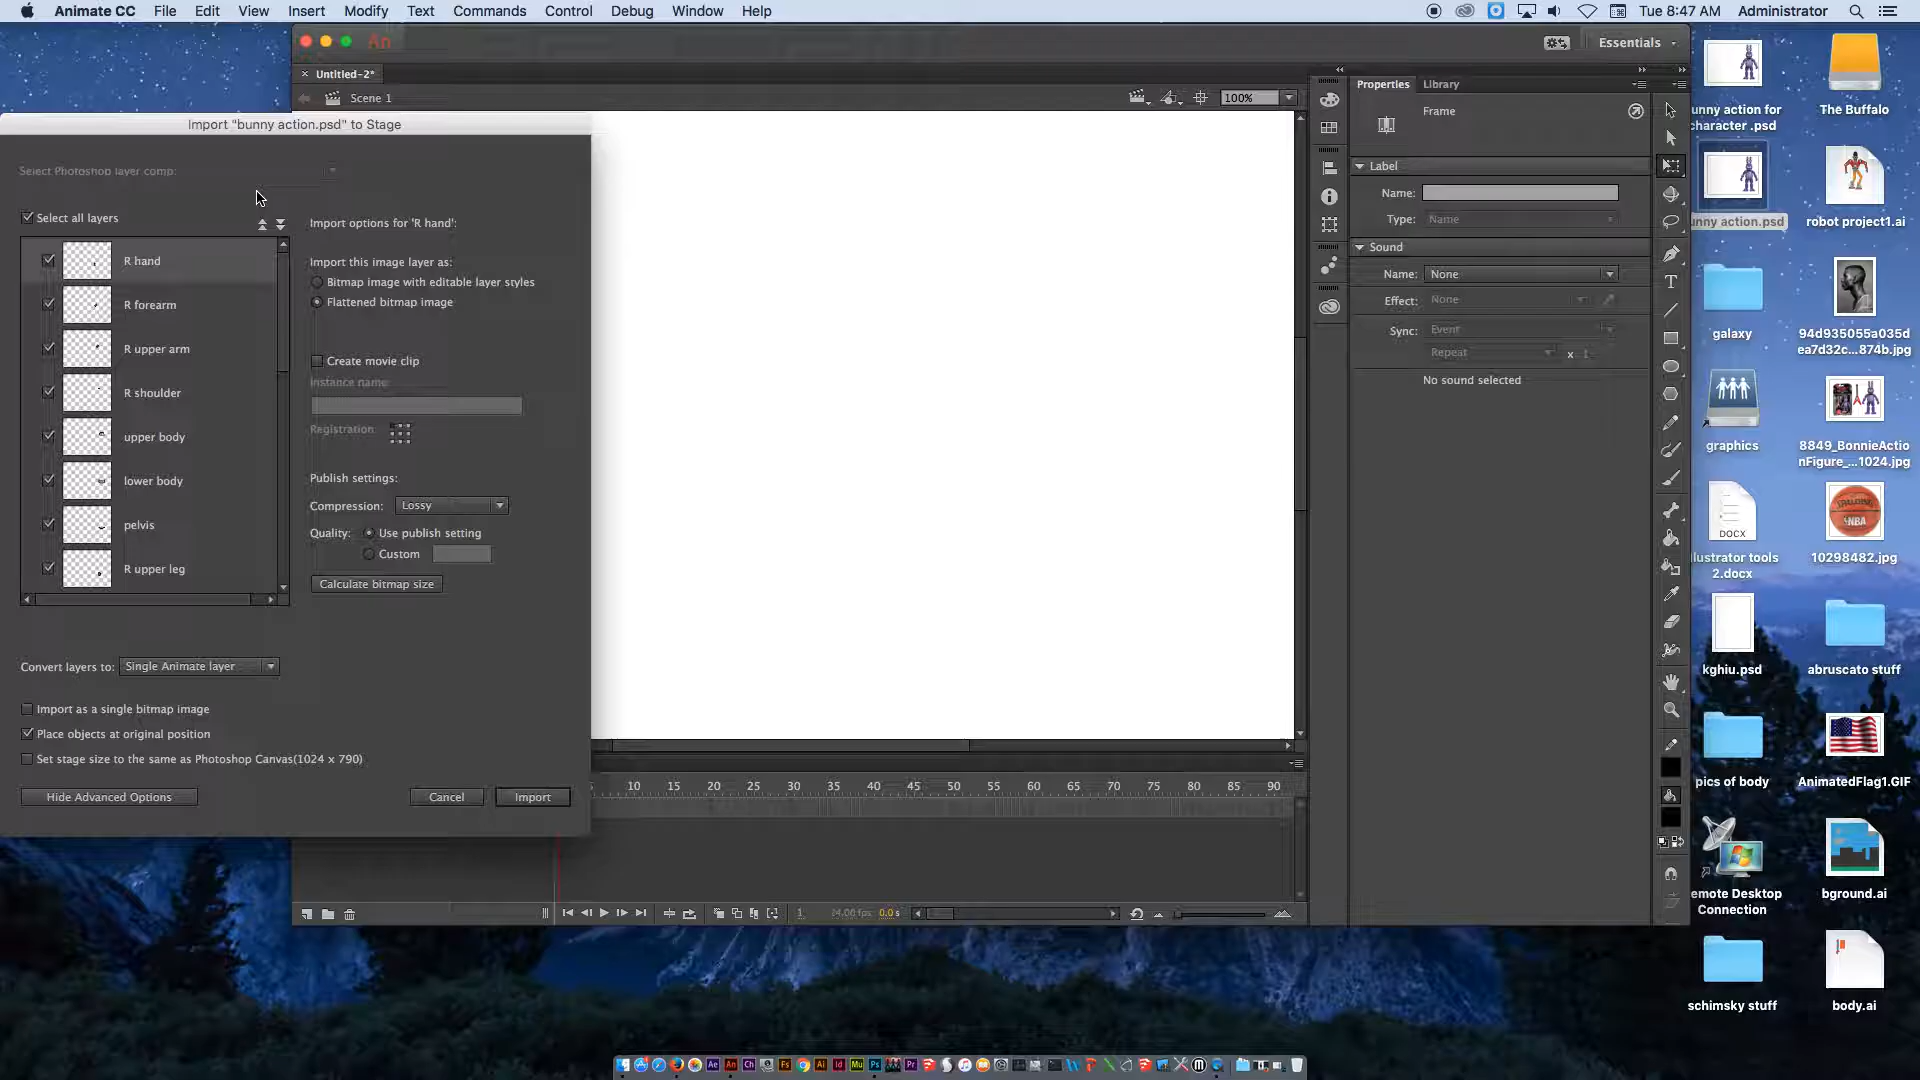 Animate CC File Edit View Insert Modify Text Commands Control Debug Window Help
Tue 8:47 AM Administrator
An
Essentials
× Untitled-2*
Scene 1
100%
Import "bunny action.psd" to Stage
Select Photoshop layer comp:
Select all layers
R hand
R forearm
R upper arm
R shoulder
upper body
lower body
pelvis
R upper leg
Import options for 'R hand':
Import this image layer as:
Bitmap image with editable layer styles
Flattened bitmap image
Create movie clip
Instance name:
Registration:
Publish settings:
Compression: Lossy
Quality: Use publish setting
Custom
Calculate bitmap size
Convert layers to: Single Animate layer
Import as a single bitmap image
Place objects at original position
Set stage size to the same as Photoshop Canvas(1024 x 790)
Hide Advanced Options
Cancel
Import
10 15 20 25 30 35 40 45 50 55 60 65 70 75 80 85 90
1 24.00 fps 0.0 s
Properties Library
Frame
Label
Name:
Type: Name
Sound
Name: None
Effect: None
Sync: Event
Repeat x 1
No sound selected
unny action for
character .psd
The Buffalo
unny action.psd
robot project1.ai
galaxy
94d935055a035d
ea7d32c...874b.jpg
graphics
8849_BonnieActio
nFigure_...1024.jpg
DOCX
llustrator tools
2.docx
10298482.jpg
kghiu.psd
abruscato stuff
pics of body
AnimatedFlag1.GIF
emote Desktop
Connection
bground.ai
schimsky stuff
body.ai